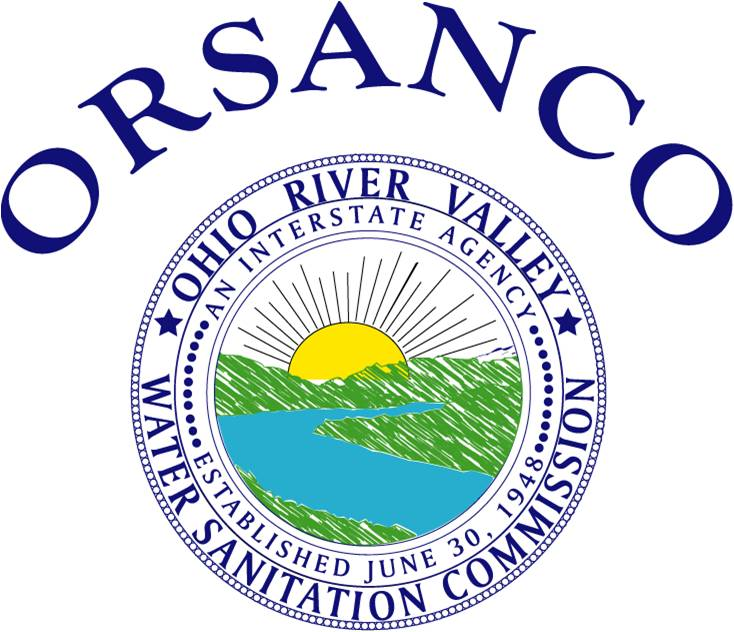 ORSANCO
OHIO RIVER VALLEY
AN INTERSTATE AGENCY
ESTABLISHED JUNE 30, 1948
WATER SANITATION COMMISSION